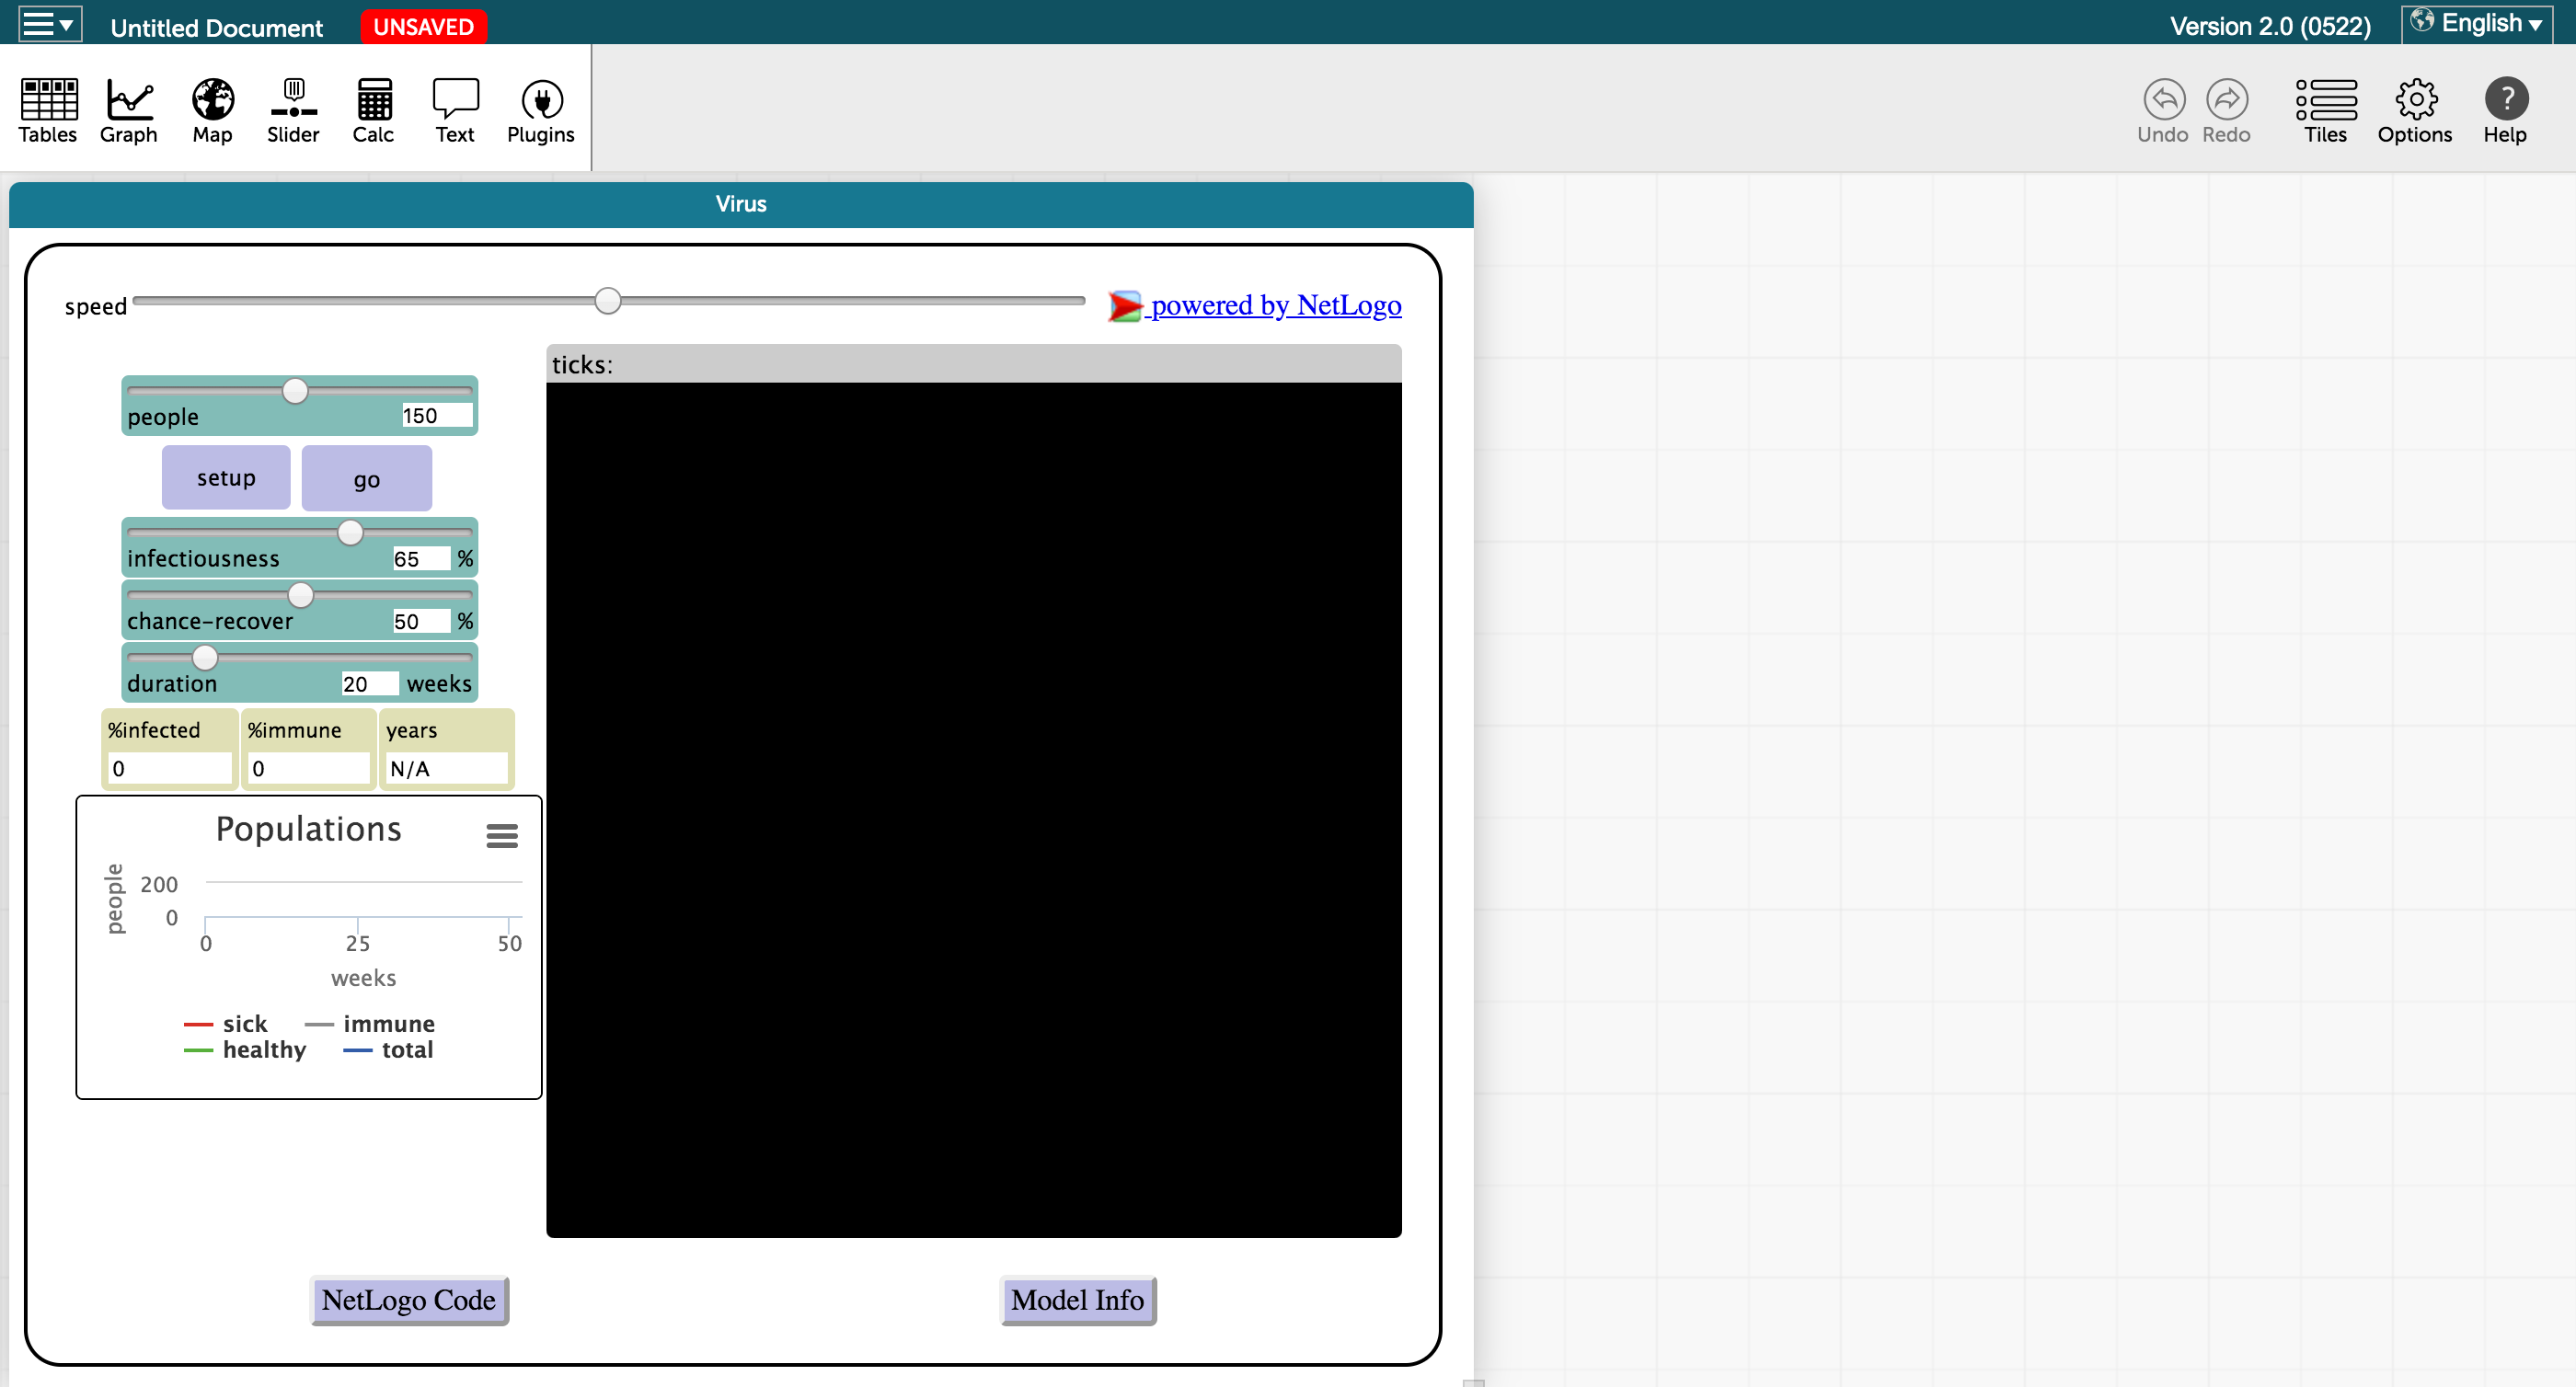 Untitled Document UNSAVED Version 2.0 (0522) English
Tables Graph Map Slider Calc Text Plugins Undo Redo Tiles Options ? Help
Virus
speed powered by NetLogo
ticks:
people 150
setup go
infectiousness 65 %
chance-recover 50 %
duration 20 weeks
%infected %immune years
0 0 N/A
Populations
people
200
0
0 25 50
weeks
sick immune
healthy total
NetLogo Code Model Info